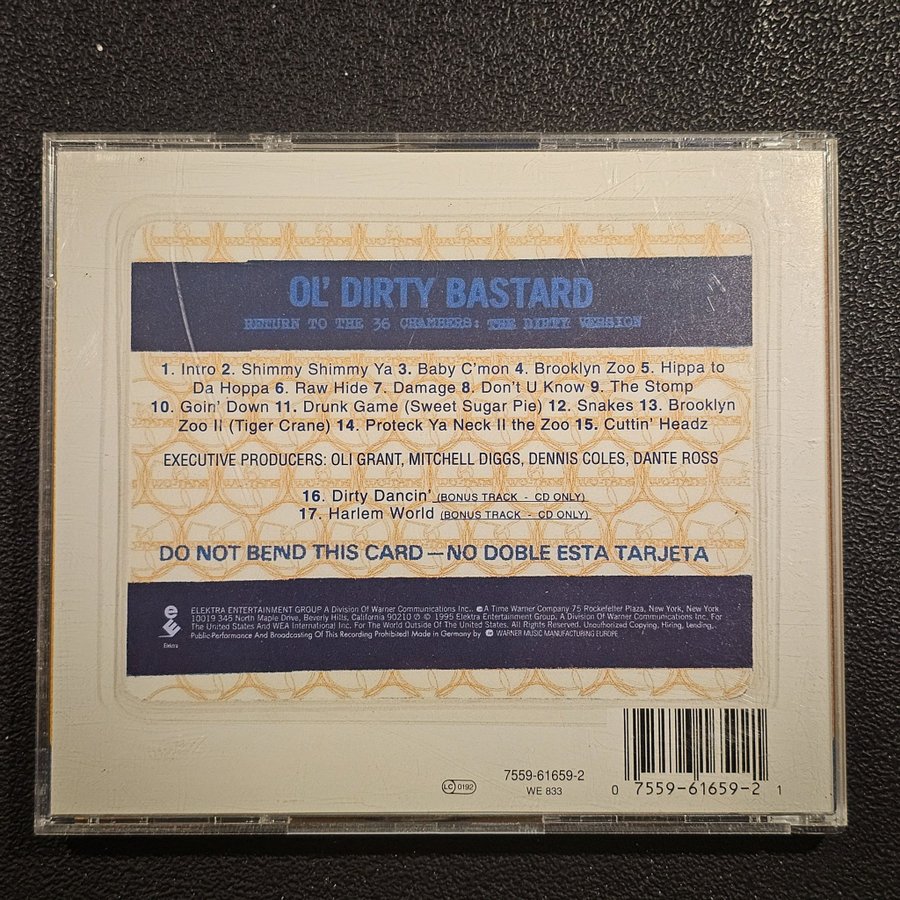 OL' DIRTY BASTARD
RETURN TO THE 36 CHAMBERS: THE DIRTY VERSION
1. Intro 2. Shimmy Shimmy Ya 3. Baby C'mon 4. Brooklyn Zoo 5. Hippa to
Da Hoppa 6. Raw Hide 7. Damage 8. Don't U Know 9. The Stomp
10. Goin' Down 11. Drunk Game (Sweet Sugar Pie) 12. Snakes 13. Brooklyn
Zoo II (Tiger Crane) 14. Proteck Ya Neck II the Zoo 15. Cuttin' Headz
EXECUTIVE PRODUCERS: OLI GRANT, MITCHELL DIGGS, DENNIS COLES, DANTE ROSS
16. Dirty Dancin' (BONUS TRACK - CD ONLY)
17. Harlem World (BONUS TRACK - CD ONLY)
DO NOT BEND THIS CARD — NO DOBLE ESTA TARJETA
ELEKTRA ENTERTAINMENT GROUP A Division Of Warner Communications Inc., A Time Warner Company 75 Rockefeller Plaza, New York, New York
10019 345 North Maple Drive, Beverly Hills, California 90210 ℗ © 1995 Elektra Entertainment Group. A Division Of Warner Communications Inc. For
The United States And WEA International Inc. For The World Outside Of The United States. All Rights Reserved. Unauthorized Copying, Hiring, Lending,
Public Performance And Broadcasting Of This Recording Prohibited! Made in Germany by WARNER MUSIC MANUFACTURING EUROPE
Elektra
7559-61659-2
LC 0192
WE 833
0 7559-61659-2 1